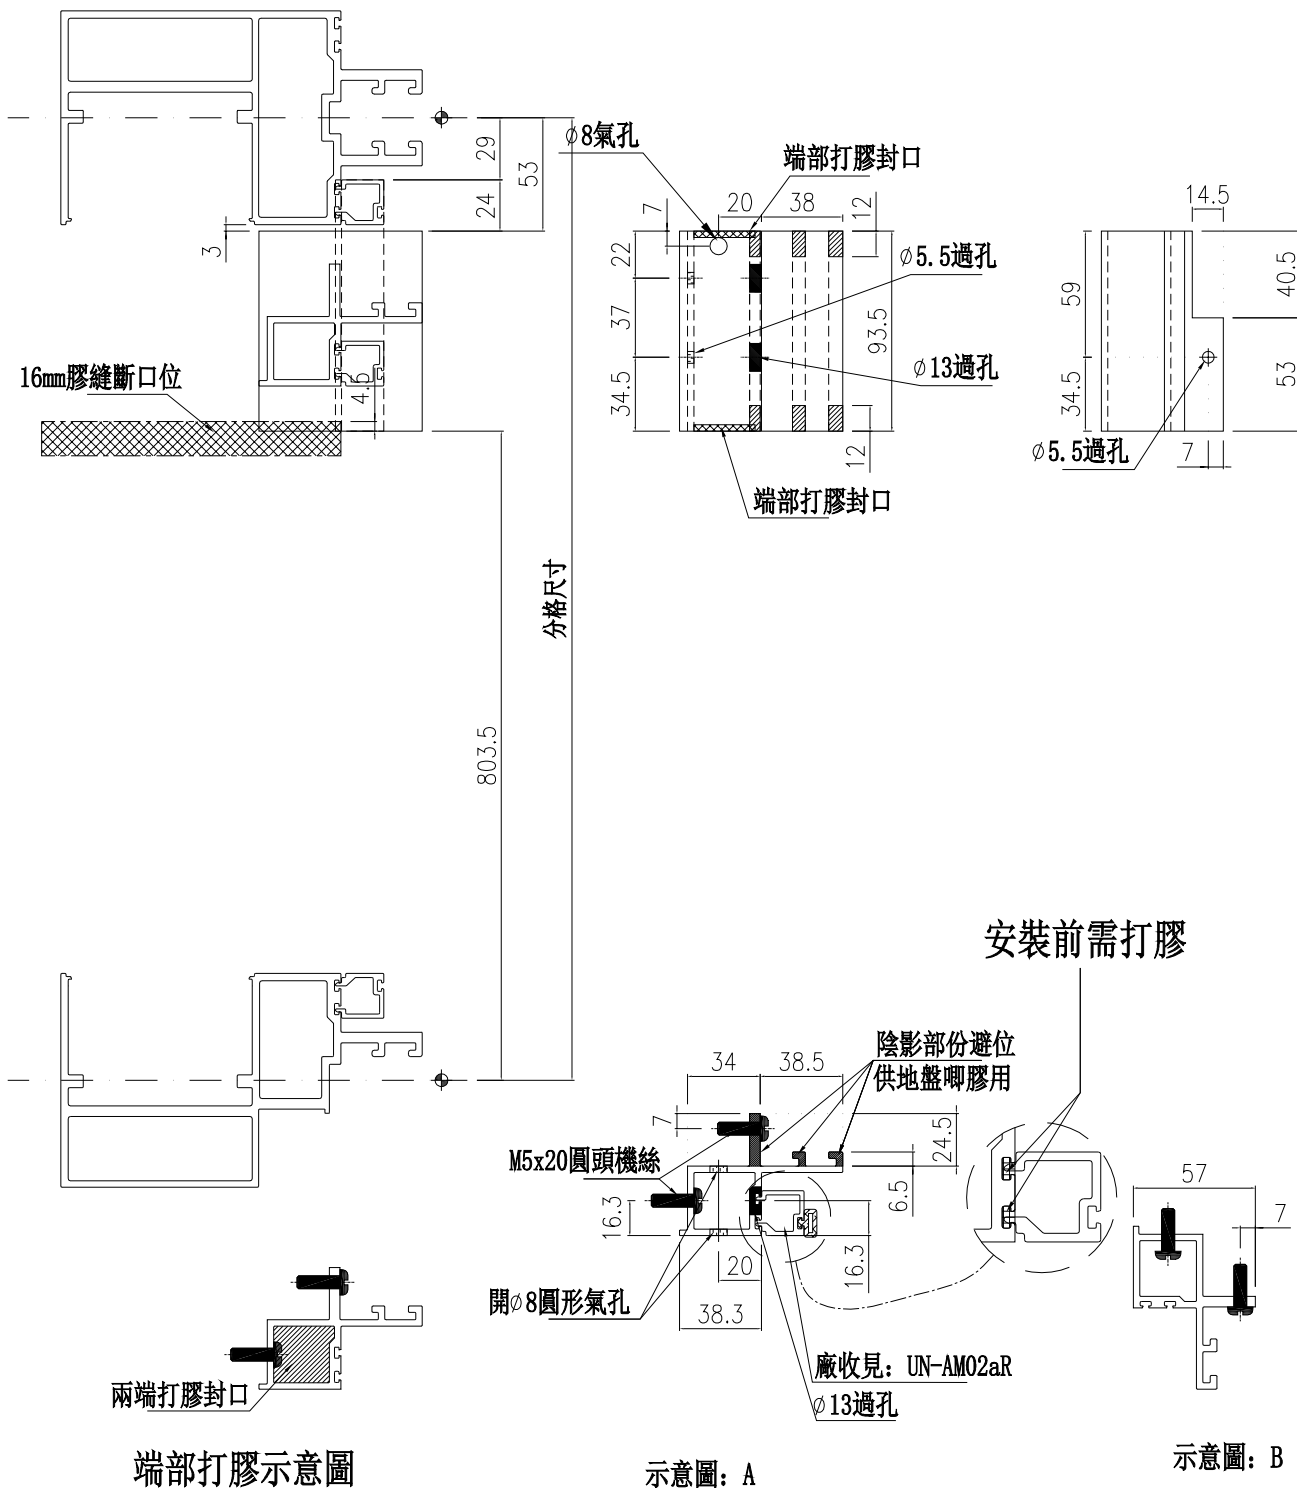 29
53
24
3
16mm膠縫斷口位
4.5
分格尺寸
803.5
∅8氣孔
端部打膠封口
7
20
38
12
22
37
34.5
93.5
∅5.5過孔
∅13過孔
12
端部打膠封口
14.5
59
34.5
40.5
53
∅5.5過孔
7
安裝前需打膠
34
38.5
陰影部份避位
供地盤唧膠用
7
24.5
6.5
M5x20圓頭機絲
16.3
16.3
20
開∅8圓形氣孔
38.3
廠收見: UN-AM02aR
∅13過孔
57
7
兩端打膠封口
端部打膠示意圖
示意圖: A
示意圖: B